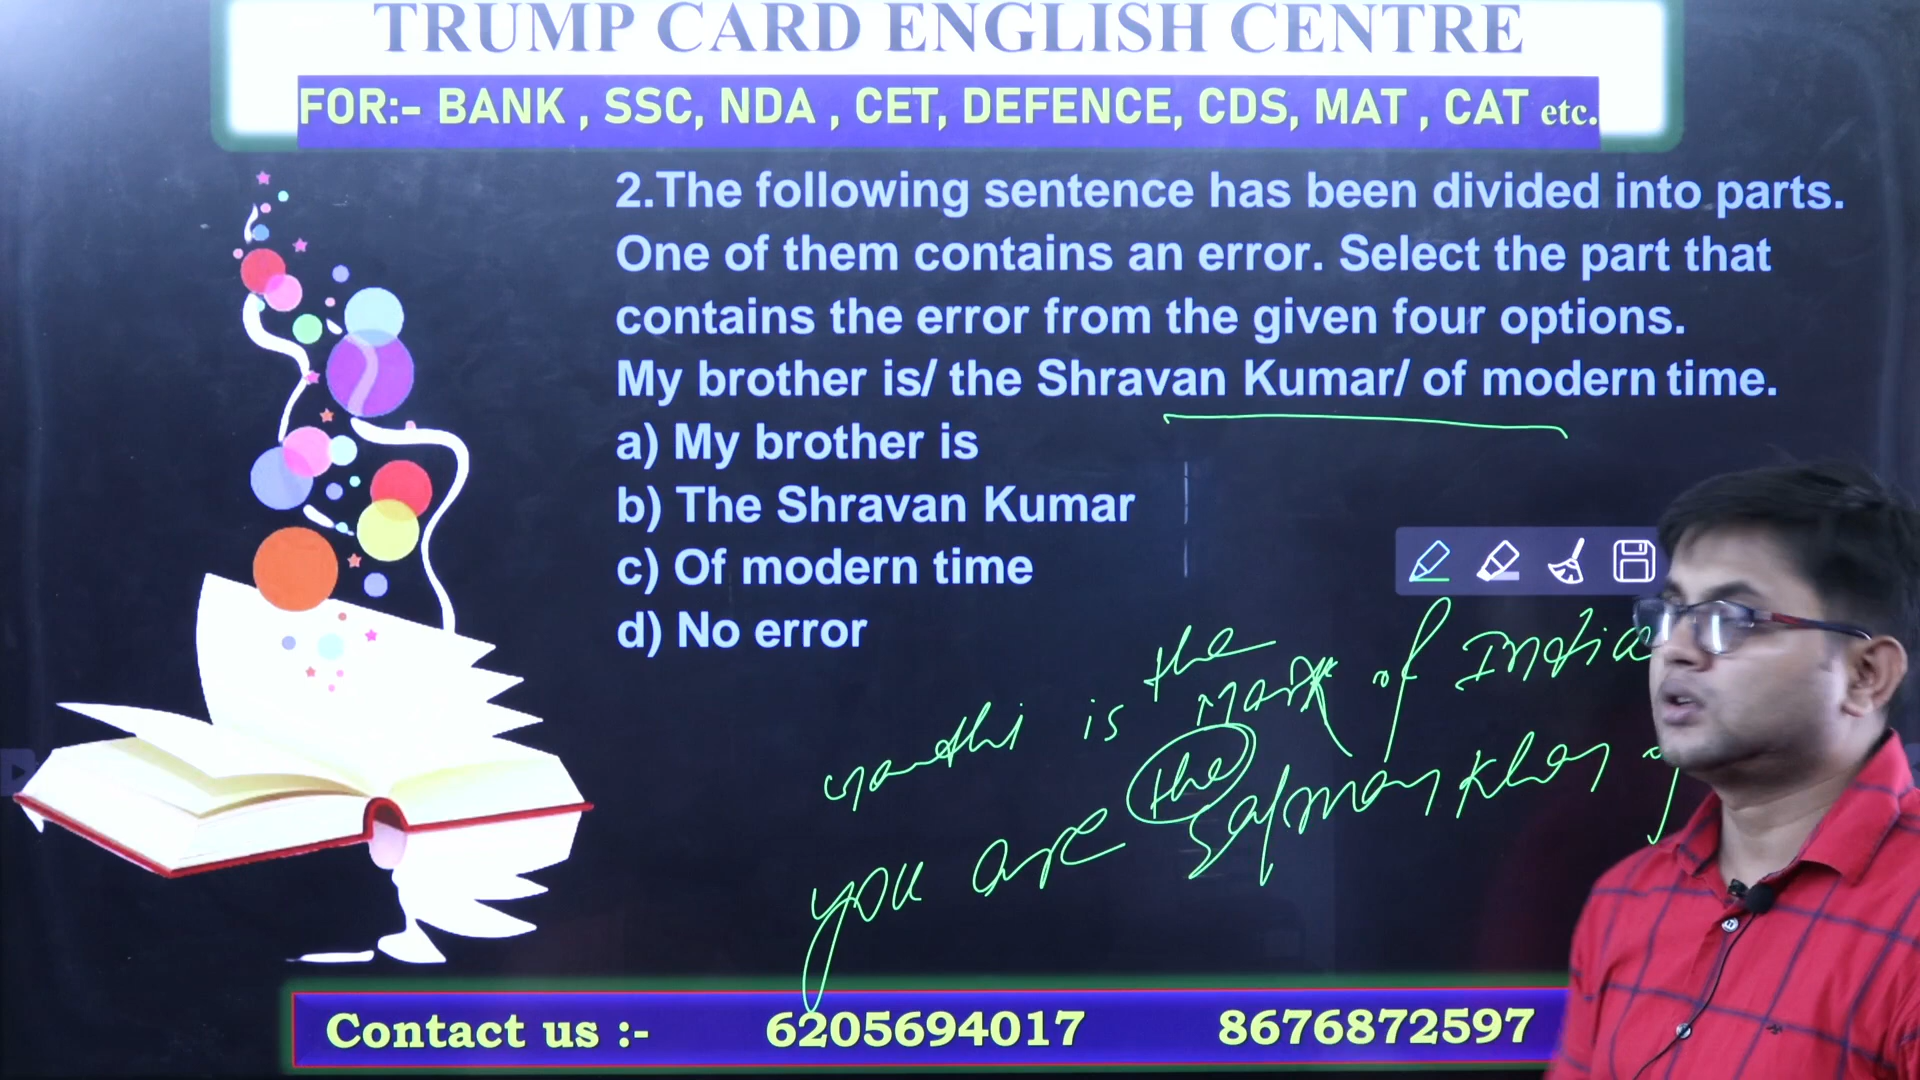 TRUMP CARD ENGLISH CENTRE
FOR:- BANK , SSC, NDA , CET, DEFENCE, CDS, MAT , CAT etc.
2.The following sentence has been divided into parts.
One of them contains an error. Select the part that
contains the error from the given four options.
My brother is/ the Shravan Kumar/ of modern time.
a) My brother is
b) The Shravan Kumar
c) Of modern time
d) No error
the
is of India
the
you are Salman Khan
Contact us :- 6205694017 8676872597